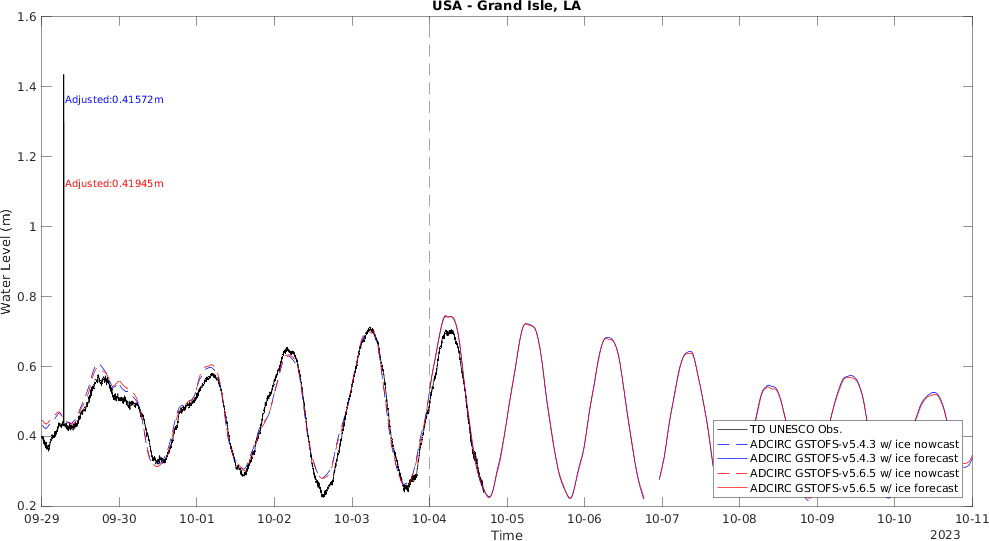 USA - Grand Isle, LA
1.6
1.4
1.2
1
0.8
0.6
0.4
0.2
Water Level (m)
Adjusted:0.41572m
Adjusted:0.41945m
TD UNESCO Obs.
ADCIRC GSTOFS-v5.4.3 w/ ice nowcast
ADCIRC GSTOFS-v5.4.3 w/ ice forecast
ADCIRC GSTOFS-v5.6.5 w/ ice nowcast
ADCIRC GSTOFS-v5.6.5 w/ ice forecast
09-29 09-30 10-01 10-02 10-03 10-04 10-05 10-06 10-07 10-08 10-09 10-10 10-11
Time
2023